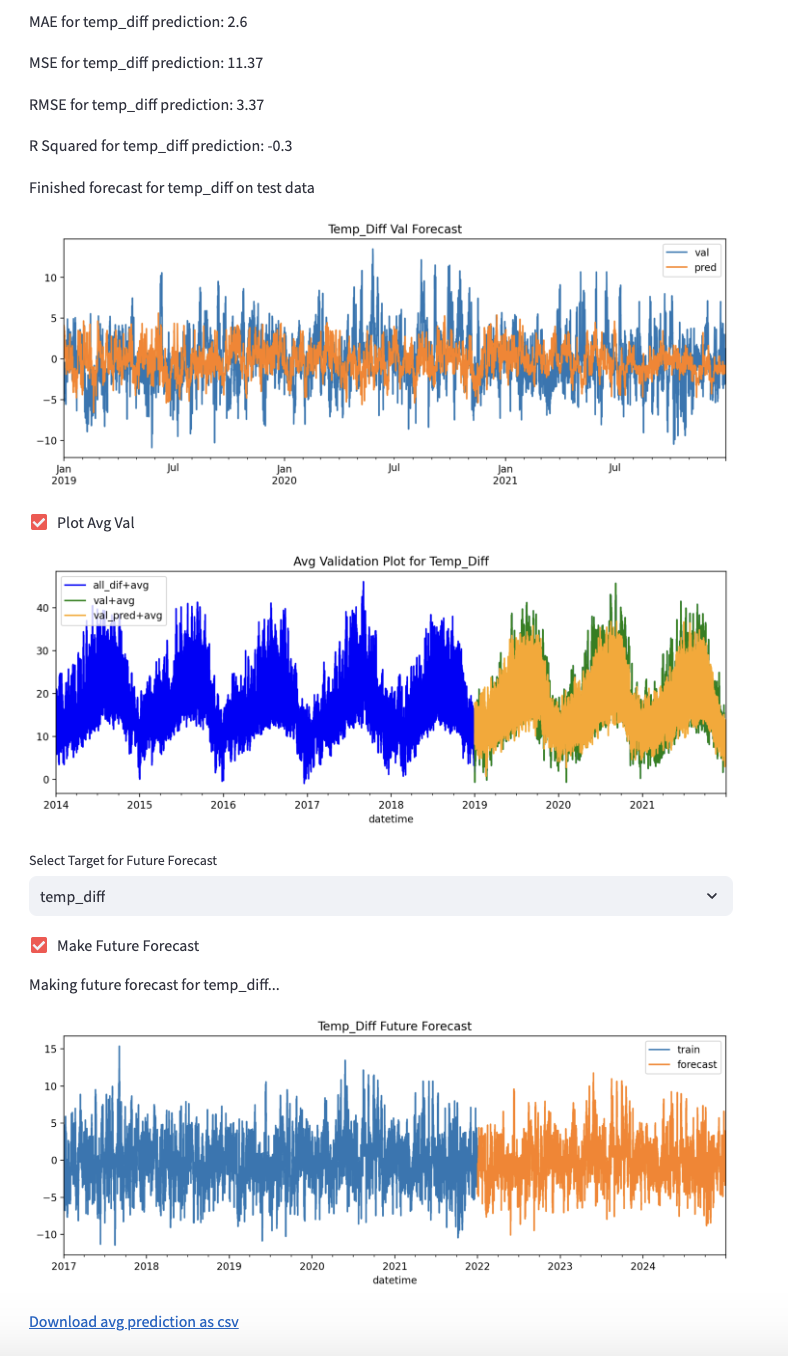 MAE for temp_diff prediction: 2.6
MSE for temp_diff prediction: 11.37
RMSE for temp_diff prediction: 3.37
R Squared for temp_diff prediction: -0.3
Finished forecast for temp_diff on test data
Temp_Diff Val Forecast
val
pred
10
5
0
−5
−10
Jan Jul Jan Jul Jan Jul
2019 2020 2021
Plot Avg Val
Avg Validation Plot for Temp_Diff
all_dif+avg
val+avg
val_pred+avg
40
30
20
10
0
2014 2015 2016 2017 2018 2019 2020 2021
datetime
Select Target for Future Forecast
temp_diff
Make Future Forecast
Making future forecast for temp_diff...
Temp_Diff Future Forecast
train
forecast
15
10
5
0
−5
−10
2017 2018 2019 2020 2021 2022 2023 2024
datetime
Download avg prediction as csv